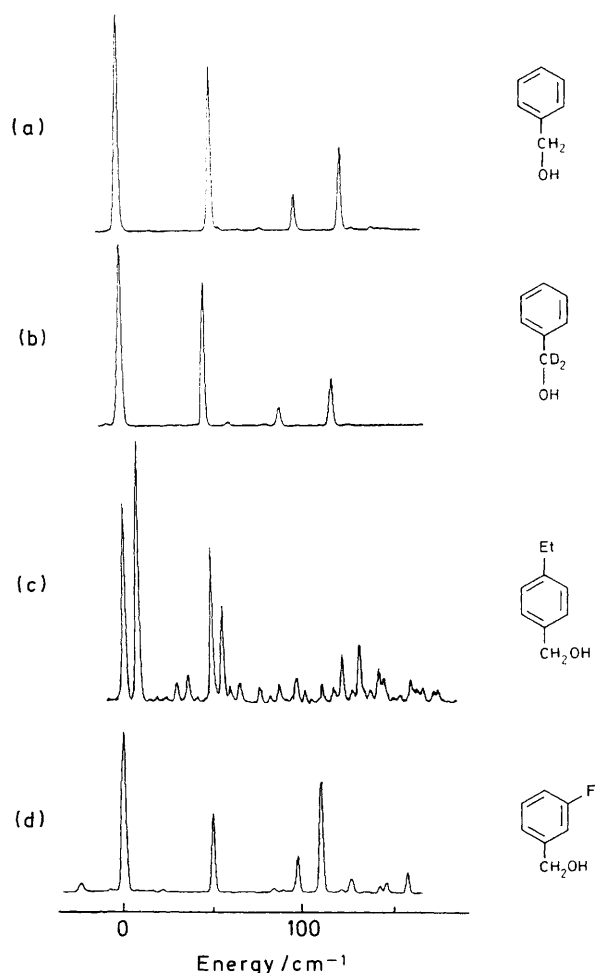 (a)
CH₂
OH
(b)
CD₂
OH
(c)
Et
CH₂OH
(d)
F
CH₂OH
0 100
Energy /cm⁻¹